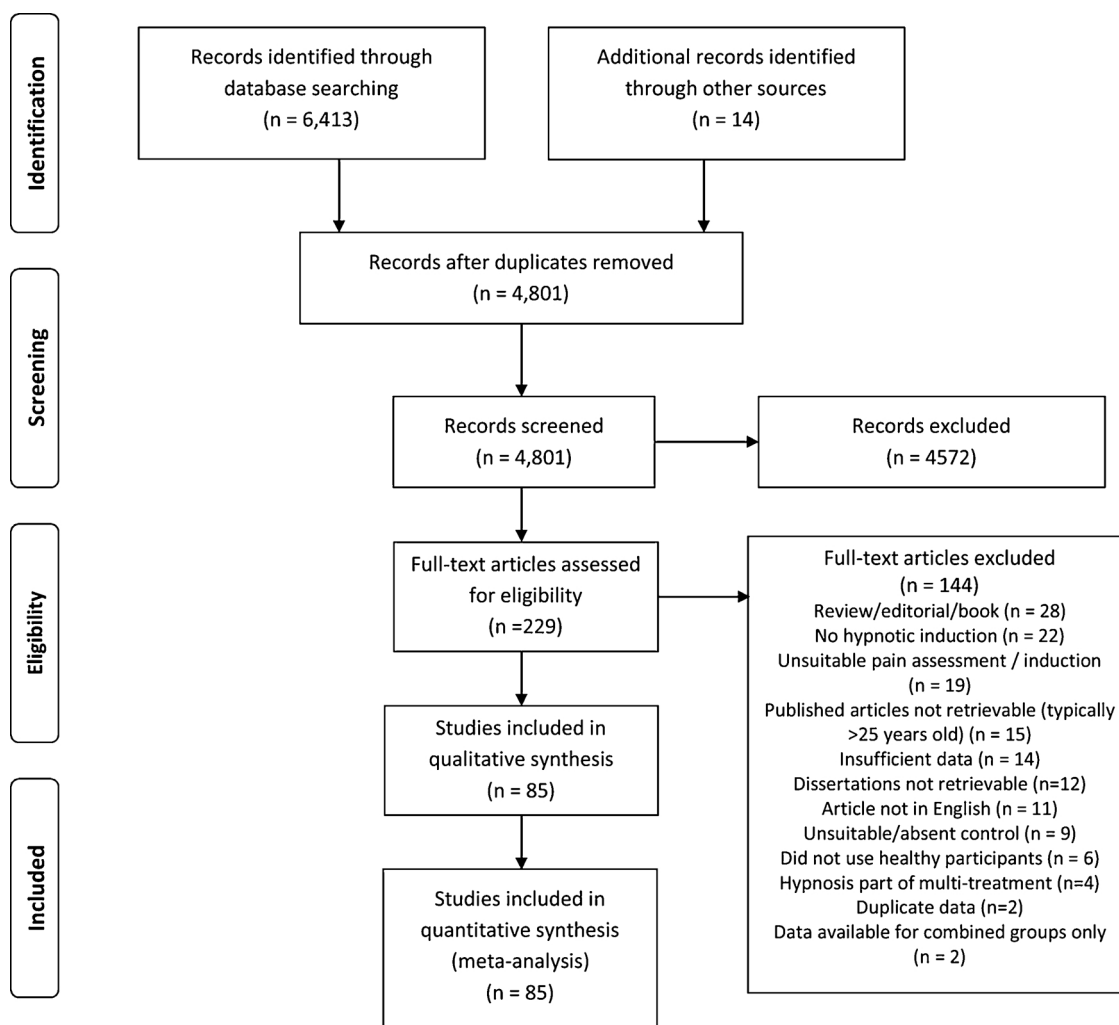 Identification
Records identified through
database searching
(n = 6,413)
Additional records identified
through other sources
(n = 14)
Records after duplicates removed
(n = 4,801)
Screening
Records screened
(n = 4,801)
Records excluded
(n = 4572)
Eligibility
Full-text articles assessed
for eligibility
(n =229)
Full-text articles excluded
(n = 144)
Review/editorial/book (n = 28)
No hypnotic induction (n = 22)
Unsuitable pain assessment / induction
(n = 19)
Published articles not retrievable (typically
>25 years old) (n = 15)
Insufficient data (n = 14)
Dissertations not retrievable (n=12)
Article not in English (n = 11)
Unsuitable/absent control (n = 9)
Did not use healthy participants (n = 6)
Hypnosis part of multi-treatment (n=4)
Duplicate data (n=2)
Data available for combined groups only
(n = 2)
Studies included in
qualitative synthesis
(n = 85)
Included
Studies included in
quantitative synthesis
(meta-analysis)
(n = 85)